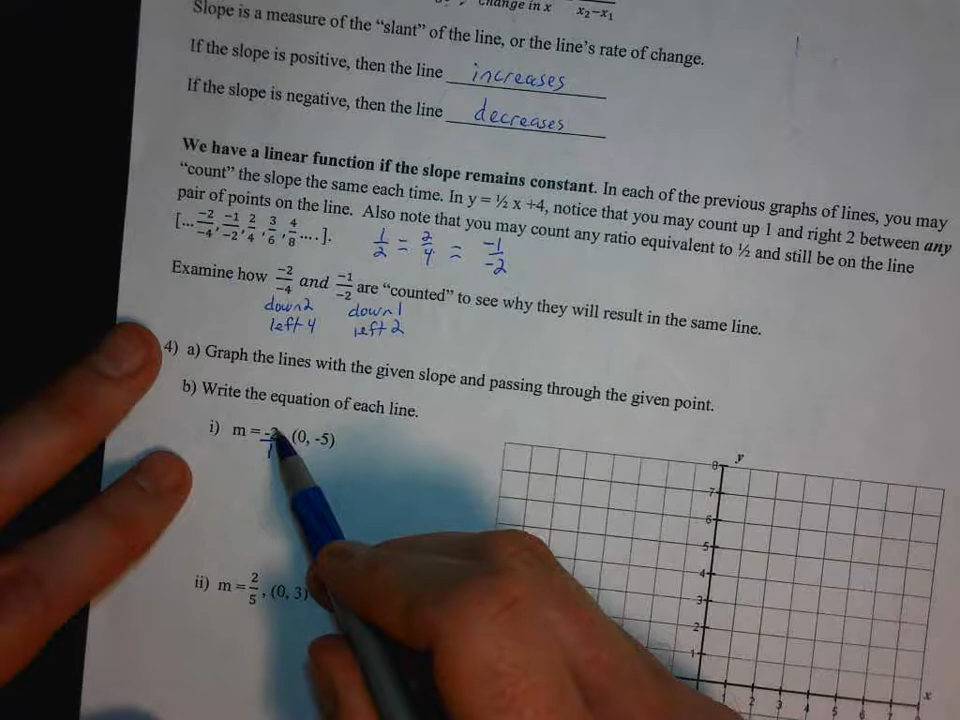 change in x x₂−x₁
Slope is a measure of the “slant” of the line, or the line’s rate of change.
If the slope is positive, then the line increases
If the slope is negative, then the line decreases
We have a linear function if the slope remains constant. In each of the previous graphs of lines, you may
“count” the slope the same each time. In y = ½ x +4, notice that you may count up 1 and right 2 between any
pair of points on the line. Also note that you may count any ratio equivalent to ½ and still be on the line
[...-2/-4, -1/-2, 2/4, 3/6, 4/8 ....]. 1/2 = 2/4 = -1/-2
Examine how -2/-4 and -1/-2 are “counted” to see why they will result in the same line.
down 2 down 1
left 4 left 2
4) a) Graph the lines with the given slope and passing through the given point.
b) Write the equation of each line.
i) m = -2/1 (0, -5)
ii) m = 2/5, (0, 3)
y
8
7
6
5
4
3
2
1
x
1 2 3 4 5 6 7